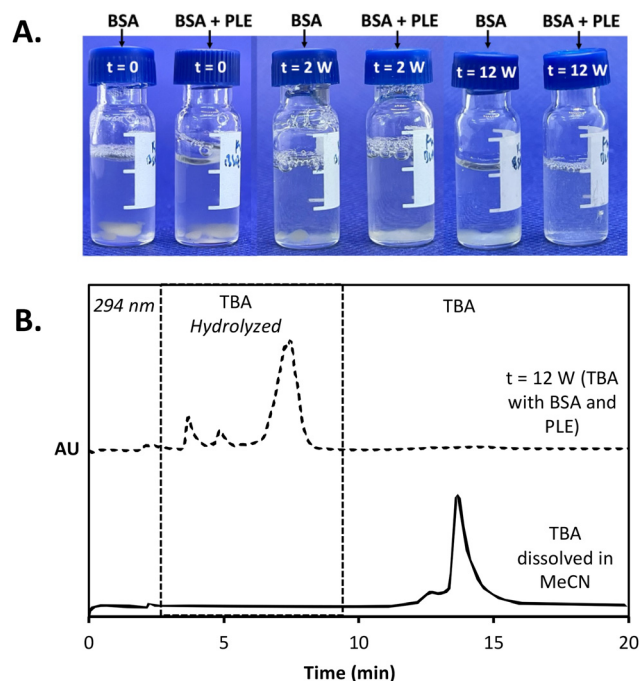 A.
BSA
BSA + PLE
BSA
BSA + PLE
BSA
BSA + PLE
t = 0
t = 0
t = 2 W
t = 2 W
t = 12 W
t = 12 W
B.
294 nm
TBA
Hydrolyzed
TBA
t = 12 W (TBA
with BSA and
PLE)
AU
TBA
dissolved in
MeCN
0
5
10
15
20
Time (min)